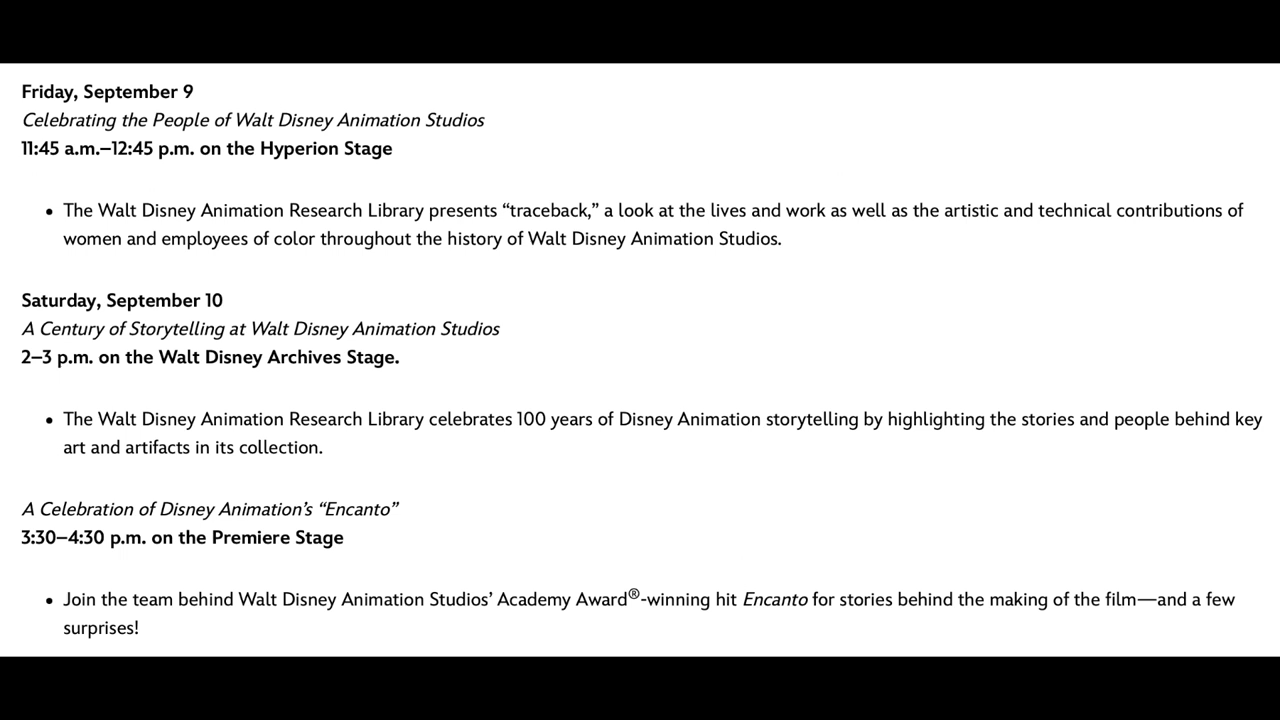 Friday, September 9
Celebrating the People of Walt Disney Animation Studios
11:45 a.m.–12:45 p.m. on the Hyperion Stage
• The Walt Disney Animation Research Library presents “traceback,” a look at the lives and work as well as the artistic and technical contributions of
women and employees of color throughout the history of Walt Disney Animation Studios.
Saturday, September 10
A Century of Storytelling at Walt Disney Animation Studios
2–3 p.m. on the Walt Disney Archives Stage.
• The Walt Disney Animation Research Library celebrates 100 years of Disney Animation storytelling by highlighting the stories and people behind key
art and artifacts in its collection.
A Celebration of Disney Animation’s “Encanto”
3:30–4:30 p.m. on the Premiere Stage
• Join the team behind Walt Disney Animation Studios’ Academy Award®-winning hit Encanto for stories behind the making of the film—and a few
surprises!